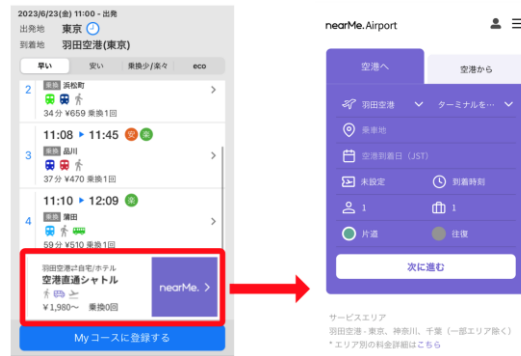 2023/6/23(金) 11:00 - 出発
出発地 東京
到着地 羽田空港(東京)
早い 安い 乗換少/楽々 eco
2 乗換 浜松町
34分 ¥659 乗換1回
11:08 ▶ 11:45 安 楽
3 乗換 品川
37分 ¥470 乗換1回
11:10 ▶ 12:09 楽
4 乗換 蒲田
59分 ¥510 乗換1回
羽田空港⇄自宅/ホテル
空港直通シャトル
¥1,980〜 乗換0回
nearMe. >
Myコースに登録する
nearMe. Airport
空港へ 空港から
羽田空港 ターミナルを…
乗車地
空港到着日 (JST)
未設定 到着時刻
1 1
片道 往復
次に進む
サービスエリア
羽田空港 - 東京、神奈川、千葉（一部エリア除く）
* エリア別の料金詳細はこちら